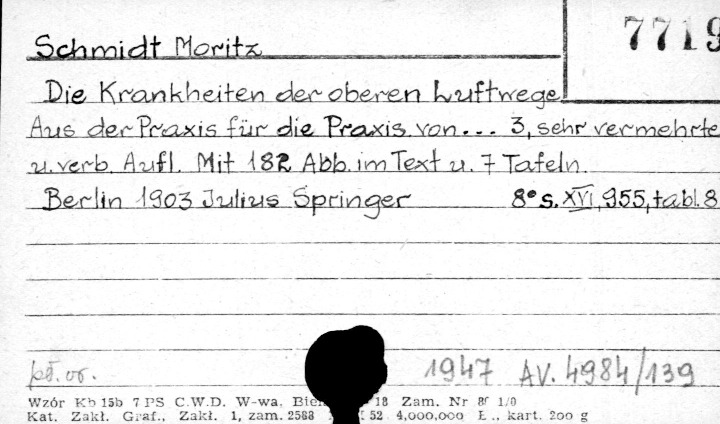 7719
Schmidt Moritz
Die Krankheiten der oberen Luftwege
Aus der Praxis für die Praxis von... 3, sehr vermehrte
u. verb. Aufl. Mit 182 Abb. im Text u. 7 Tafeln.
Berlin 1903 Julius Springer 8° s. XVI, 955, tabl. 8
pł. or.
1947 AV. 4984/139
Wzór Kb 15b 7 PS C.W.D. W-wa, 18 Zam. Nr
Kat. Zakł. Graf., Zakł. 1, zam. 2588 52 4,000,000 kart. 200 g